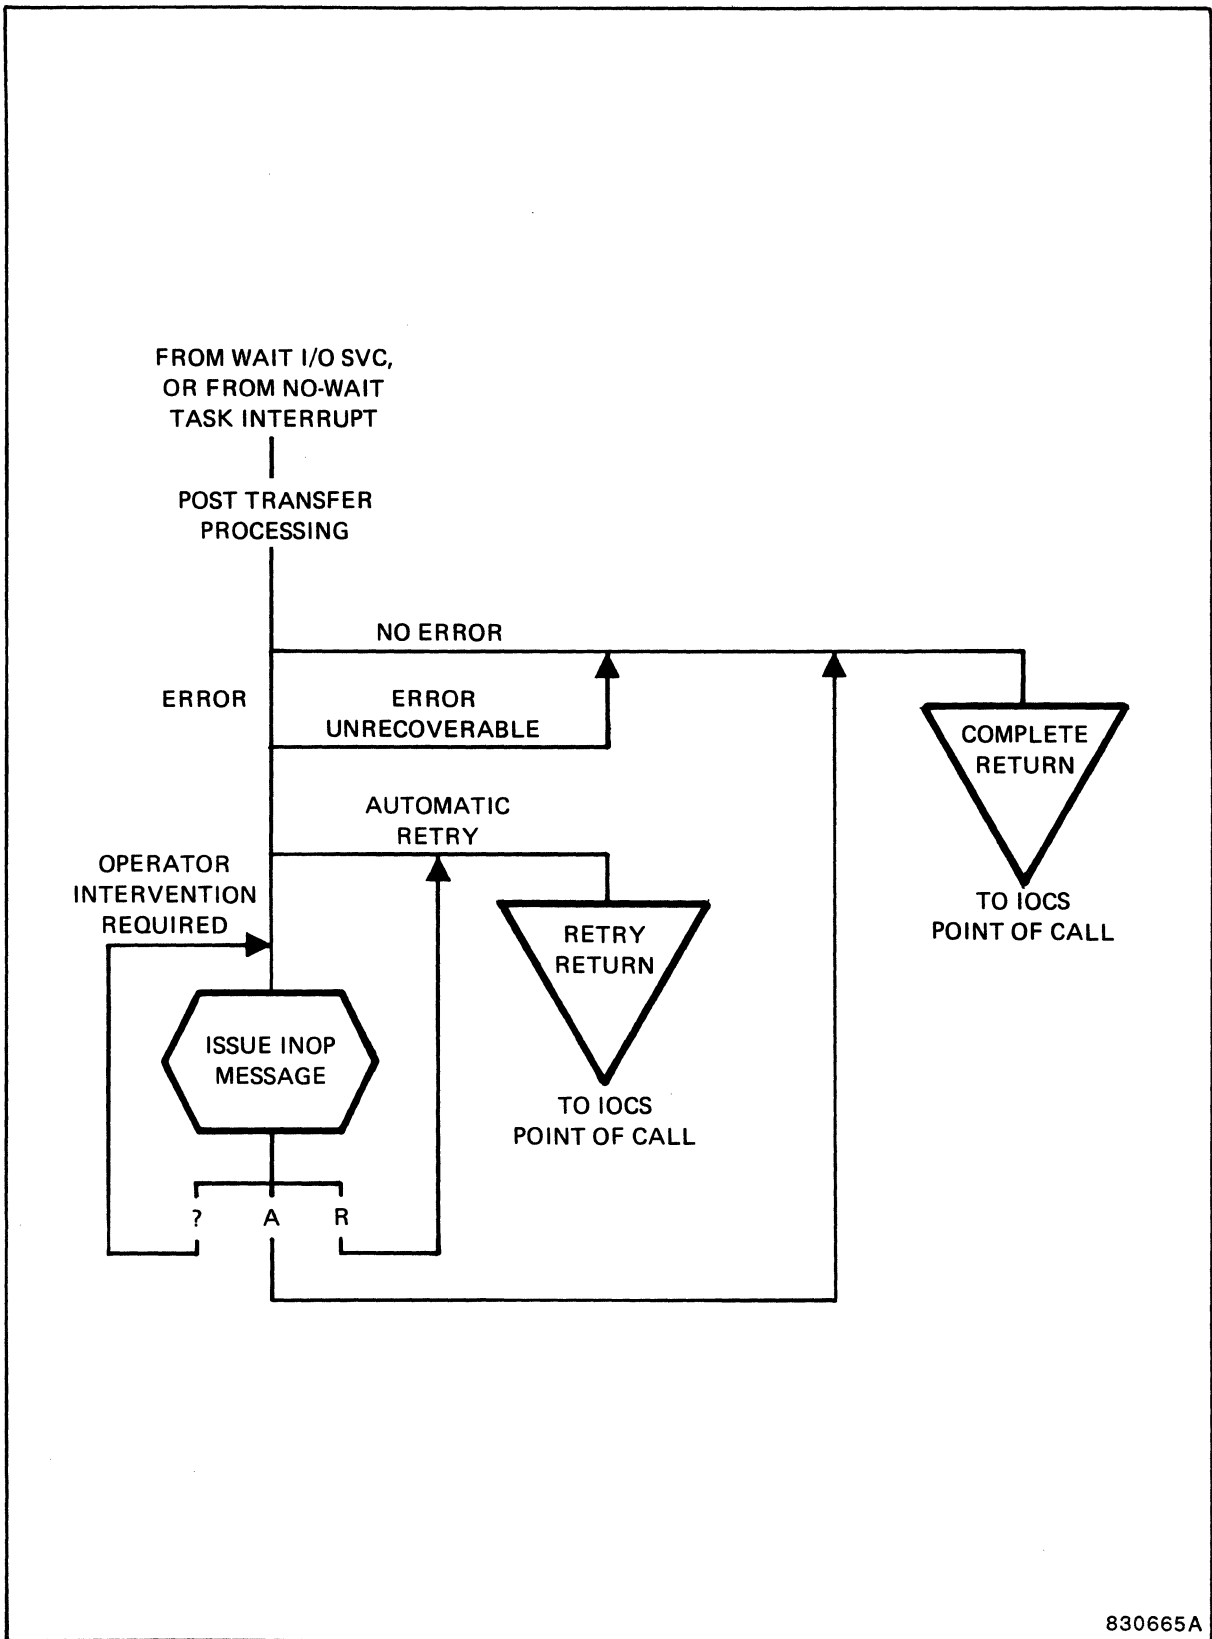 FROM WAIT I/O SVC,
OR FROM NO-WAIT
TASK INTERRUPT
POST TRANSFER
PROCESSING
NO ERROR
ERROR
ERROR
UNRECOVERABLE
COMPLETE
RETURN
AUTOMATIC
RETRY
OPERATOR
INTERVENTION
REQUIRED
TO IOCS
POINT OF CALL
RETRY
RETURN
ISSUE INOP
MESSAGE
TO IOCS
POINT OF CALL
? A R
830665A